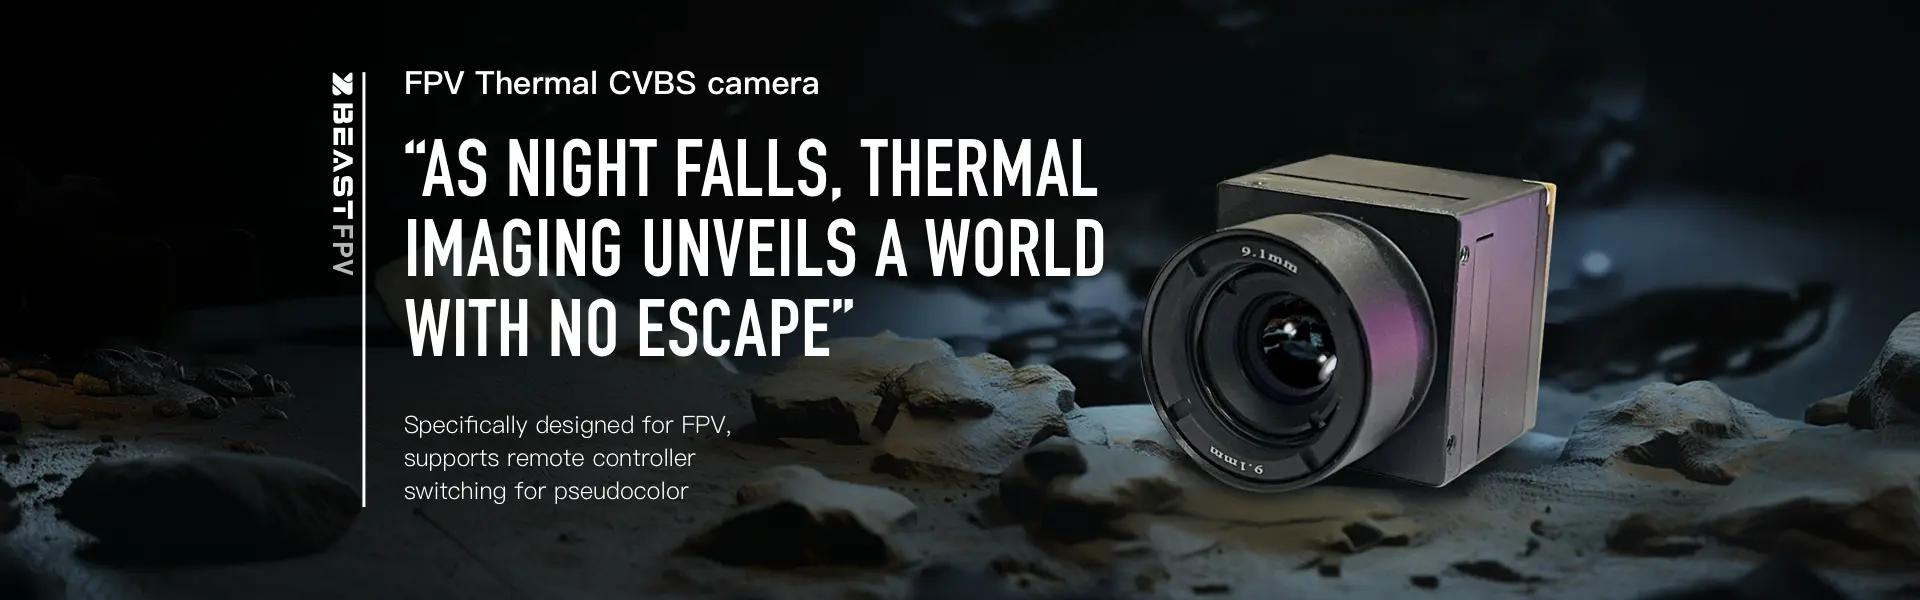 BEASTFPV
FPV Thermal CVBS camera
“AS NIGHT FALLS, THERMAL
IMAGING UNVEILS A WORLD
WITH NO ESCAPE”
Specifically designed for FPV,
supports remote controller
switching for pseudocolor
9.1mm
9.1mm